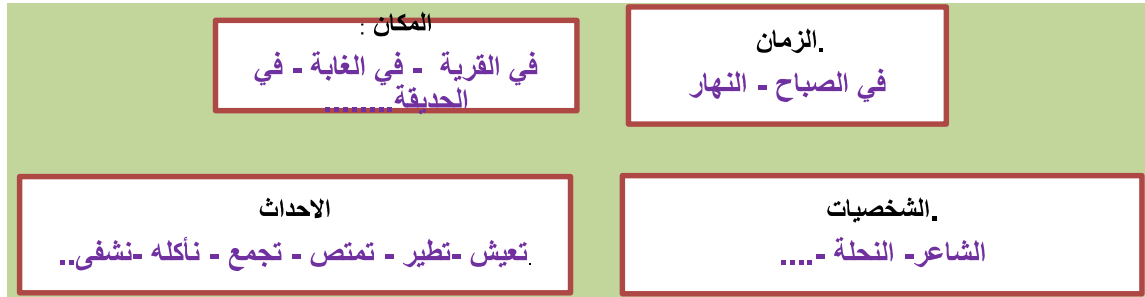 .الزمان
في الصباح - النهار
المكان :
في القرية - في الغابة - في
الحديقة........
.الشخصيات
الشاعر- النحلة -....
الاحداث
.تعيش -تطير - تمتص - تجمع - نأكله -نشفى..